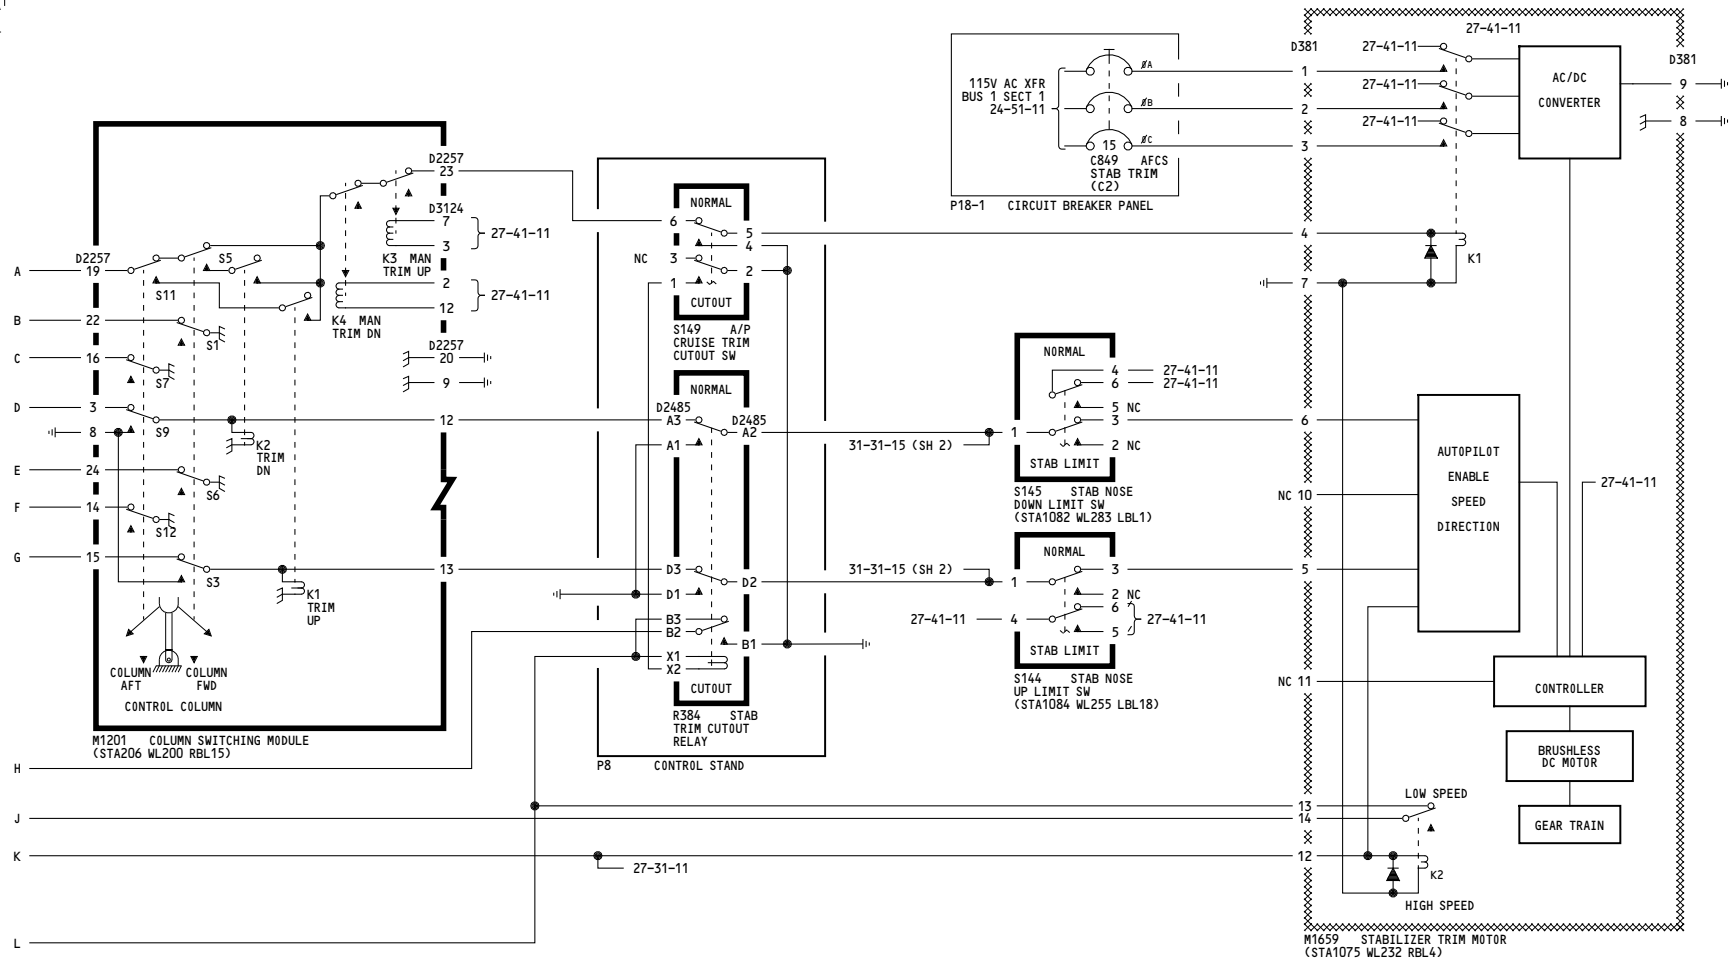 27-41-11
D381
27-41-11
D381
AC/DC
CONVERTER
115V AC XFR
BUS 1 SECT 1
24-51-11
ØA
1
9
27-41-11
ØB
2
27-41-11
8
15
ØC
3
C849 AFCS
STAB TRIM
(C2)
P18-1 CIRCUIT BREAKER PANEL
D2257
23
D3124
7
27-41-11
3
K3 MAN
TRIM UP
2
27-41-11
12
K4 MAN
TRIM DN
D2257
20
9
A
D2257
19
S5
S11
B
22
S1
C
16
S7
D
3
8
S9
12
K2
TRIM
DN
E
24
S6
F
14
S12
G
15
S3
13
K1
TRIM
UP
COLUMN
AFT
COLUMN
FWD
CONTROL COLUMN
M1201 COLUMN SWITCHING MODULE
(STA206 WL200 RBL15)
NORMAL
6
5
4
NC
3
2
1
CUTOUT
S149 A/P
CRUISE TRIM
CUTOUT SW
NORMAL
D2485
A3
D2485
A2
A1
D3
D2
D1
B3
B2
B1
X1
X2
CUTOUT
R384 STAB
TRIM CUTOUT
RELAY
P8 CONTROL STAND
4
K1
7
NORMAL
4
27-41-11
6
27-41-11
5 NC
3
1
31-31-15 (SH 2)
2 NC
STAB LIMIT
S145 STAB NOSE
DOWN LIMIT SW
(STA1082 WL283 LBL1)
NORMAL
31-31-15 (SH 2)
3
1
2 NC
6
27-41-11
4
27-41-11
5
STAB LIMIT
S144 STAB NOSE
UP LIMIT SW
(STA1084 WL255 LBL18)
6
AUTOPILOT
ENABLE
SPEED
DIRECTION
27-41-11
NC 10
5
NC 11
CONTROLLER
BRUSHLESS
DC MOTOR
GEAR TRAIN
H
LOW SPEED
13
J
14
K
27-31-11
12
K2
HIGH SPEED
L
M1659 STABILIZER TRIM MOTOR
(STA1075 WL232 RBL4)
27-41-11